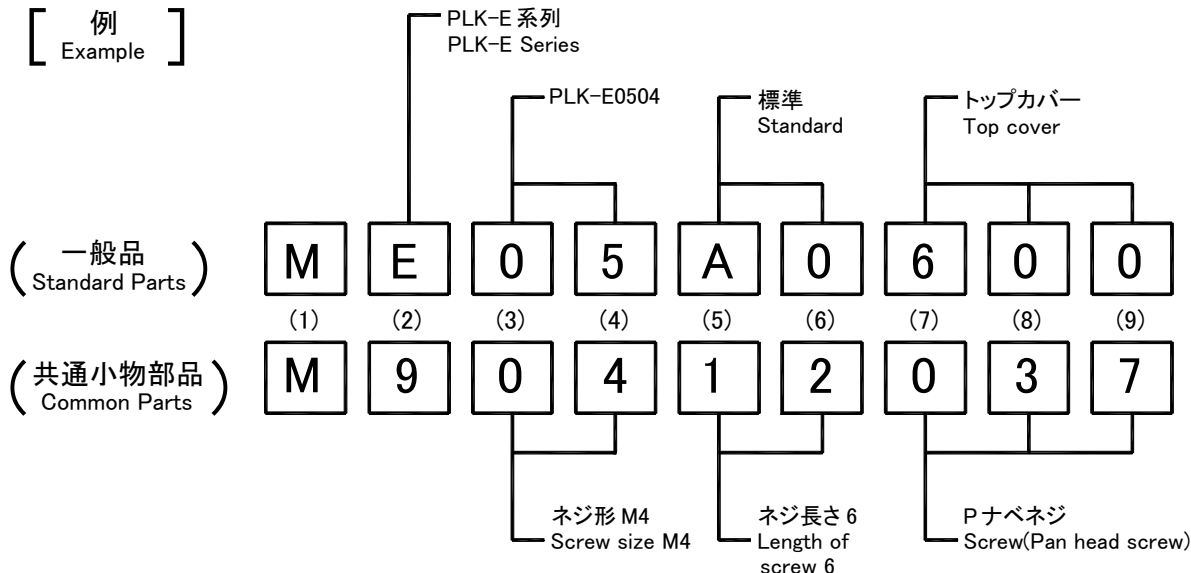 例
Example
PLK-E 系列
PLK-E Series
PLK-E0504
標準
Standard
トップカバー
Top cover
(一般品
Standard Parts)
M E 0 5 A 0 6 0 0
(1) (2) (3) (4) (5) (6) (7) (8) (9)
(共通小物部品
Common Parts)
M 9 0 4 1 2 0 3 7
ネジ形 M4
Screw size M4
ネジ長さ 6
Length of
screw 6
P ナベネジ
Screw(Pan head screw)